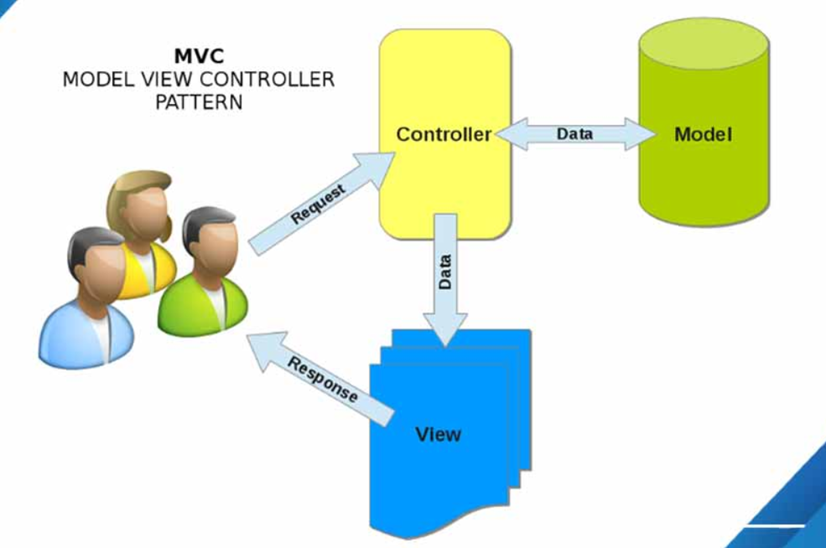 MVC
MODEL VIEW CONTROLLER
PATTERN
Controller
Data
Model
Request
Data
Response
View